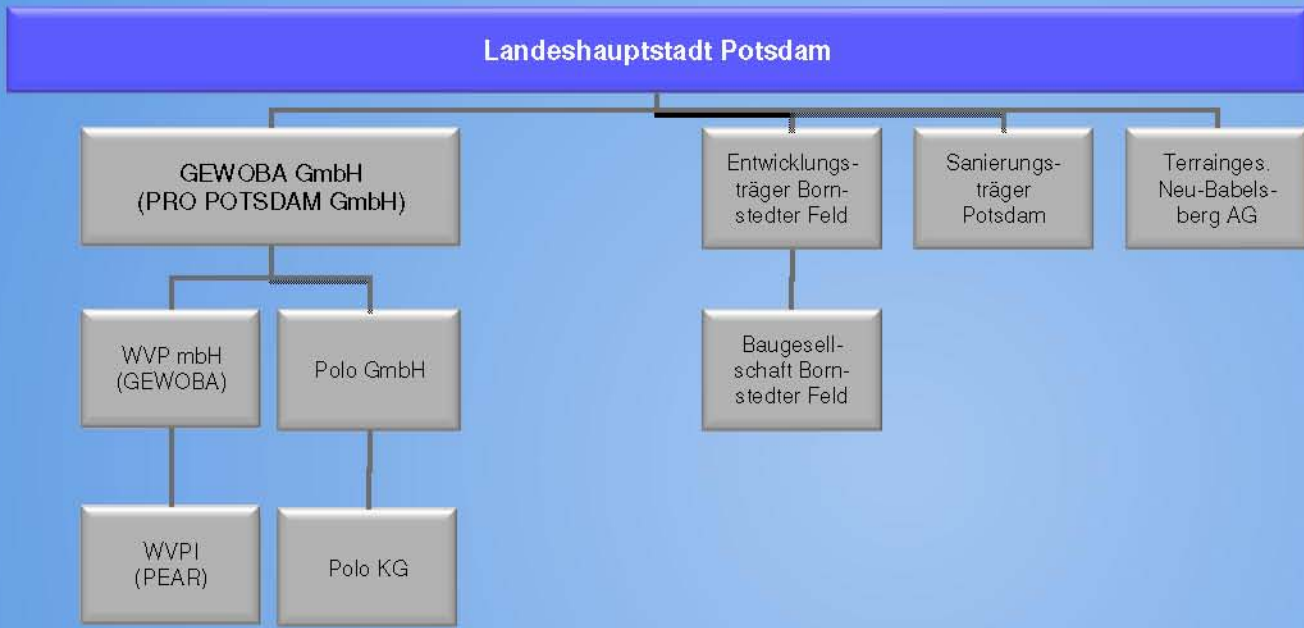 Landeshauptstadt Potsdam
GEWOBA GmbH
(PRO POTSDAM GmbH)
Entwicklungs-
träger Born-
stedter Feld
Sanierungs-
träger
Potsdam
Terrainges.
Neu-Babels-
berg AG
WVP mbH
(GEWOBA)
Polo GmbH
Baugesell-
schaft Born-
stedter Feld
WVPI
(PEAR)
Polo KG